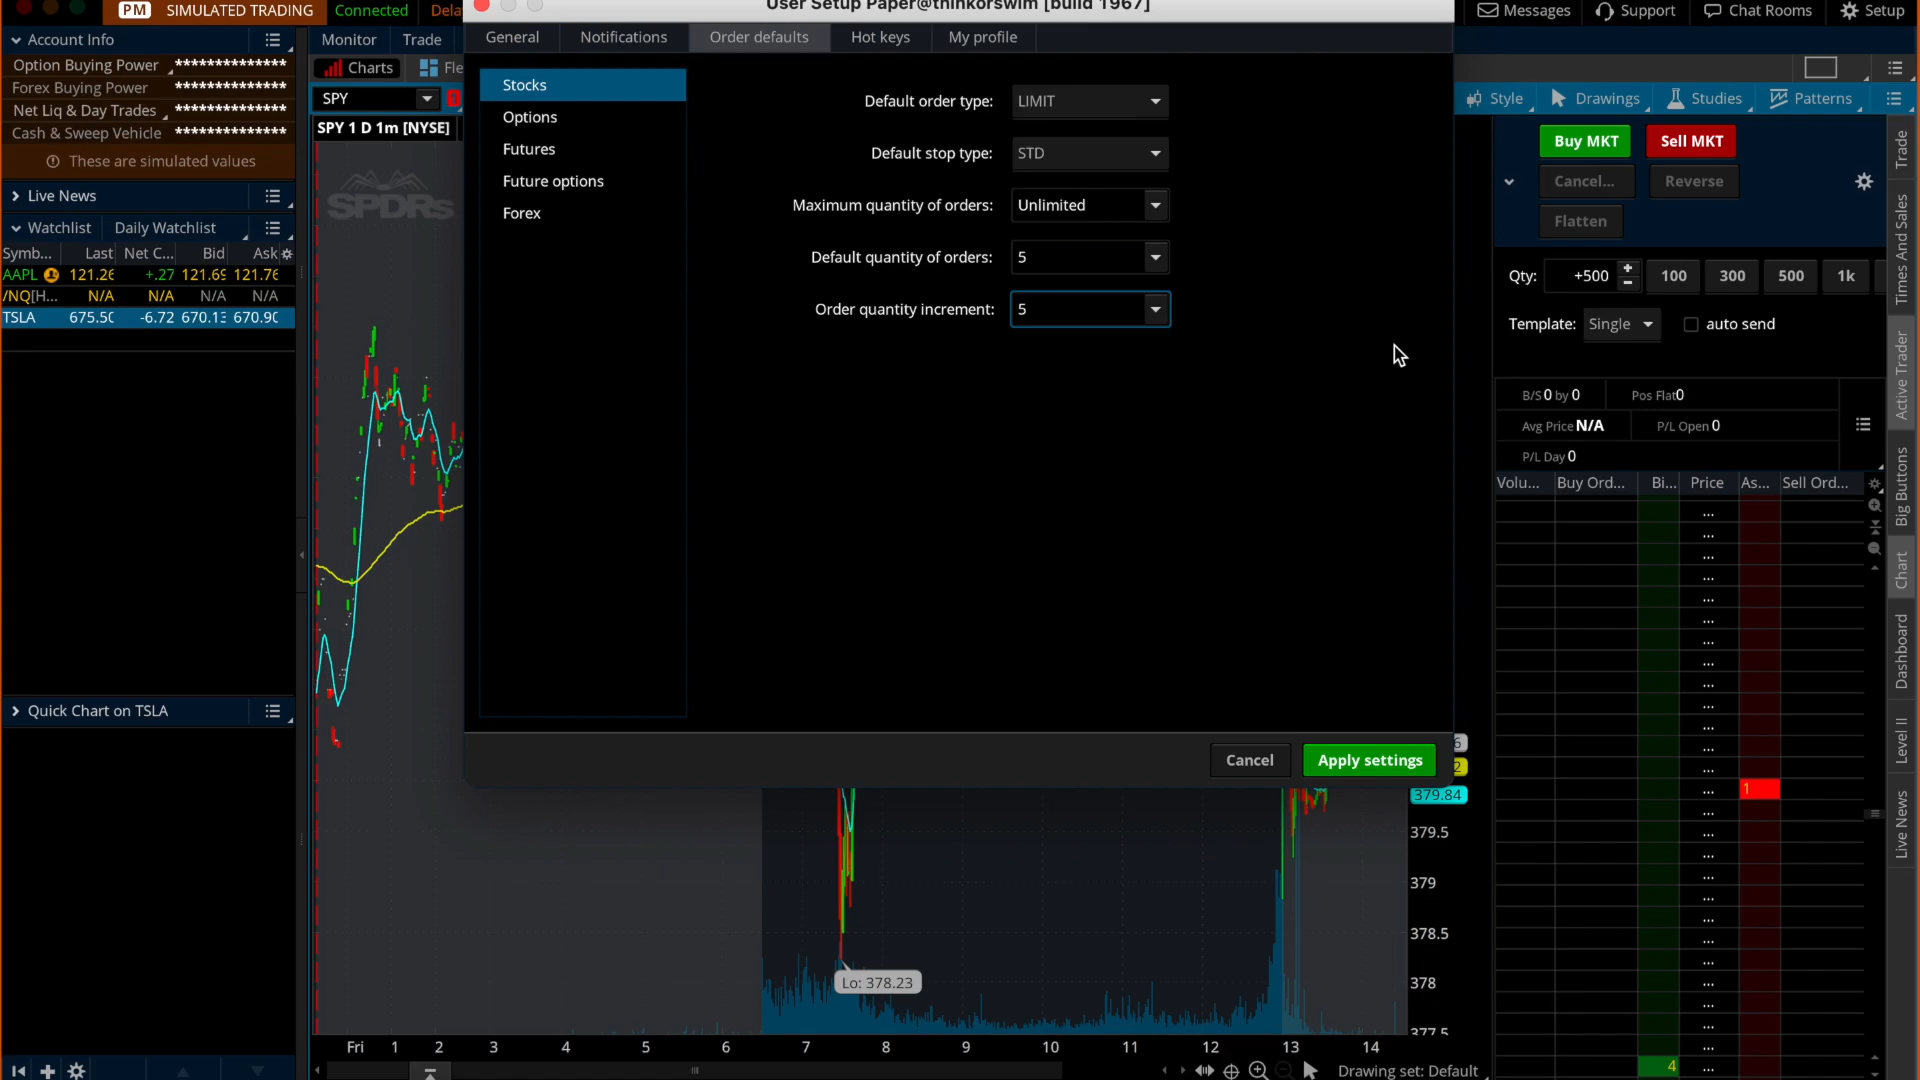 User Setup Paper@thinkorswim [build 1967]
PM SIMULATED TRADING Connected
Messages Support Chat Rooms Setup
Account Info
Option Buying Power **************
Forex Buying Power **************
Net Liq & Day Trades **************
Cash & Sweep Vehicle **************
These are simulated values
Live News
Watchlist Daily Watchlist
Symb... Last Net C... Bid Ask
AAPL 121.26 +.27 121.69 121.76
/NQ[H... N/A N/A N/A N/A
TSLA 675.50 -6.72 670.13 670.90
Quick Chart on TSLA
Monitor Trade
Charts
SPY
SPY 1 D 1m [NYSE]
SPDRs
General Notifications Order defaults Hot keys My profile
Stocks
Options
Futures
Future options
Forex
Default order type: LIMIT
Default stop type: STD
Maximum quantity of orders: Unlimited
Default quantity of orders: 5
Order quantity increment: 5
Cancel Apply settings
Style Drawings Studies Patterns
Buy MKT Sell MKT
Cancel... Reverse
Flatten
Qty: +500 100 300 500 1k
Template: Single auto send
B/S 0 by 0 Pos Flat 0
Avg Price N/A P/L Open 0
P/L Day 0
Volu... Buy Ord... Bi... Price As... Sell Ord...
1
4
Trade
Times And Sales
Active Trader
Big Buttons
Chart
Dashboard
Level II
Live News
379.84
379.5
379
378.5
378
377.5
Lo: 378.23
Fri 1 2 3 4 5 6 7 8 9 10 11 12 13 14
Drawing set: Default